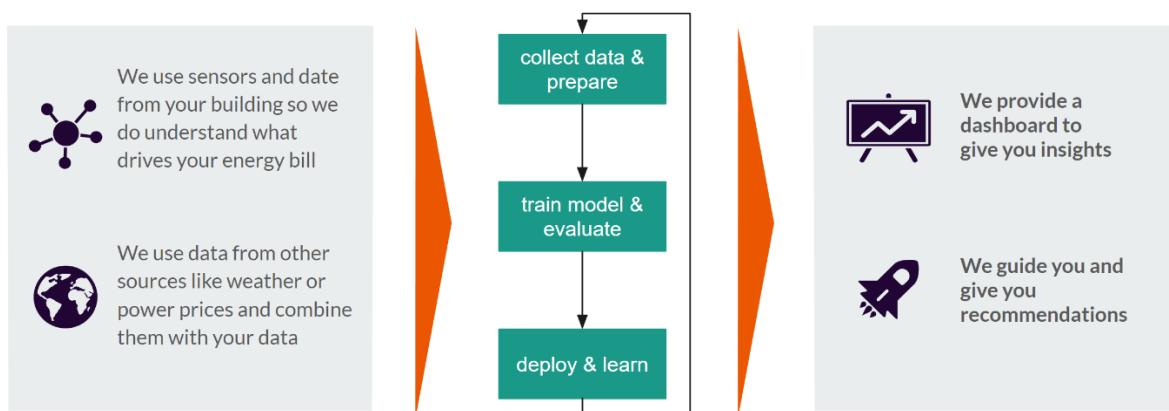 We use sensors and date
from your building so we
do understand what
drives your energy bill
We use data from other
sources like weather or
power prices and combine
them with your data
collect data &
prepare
train model &
evaluate
deploy & learn
We provide a
dashboard to
give you insights
We guide you and
give you
recommendations